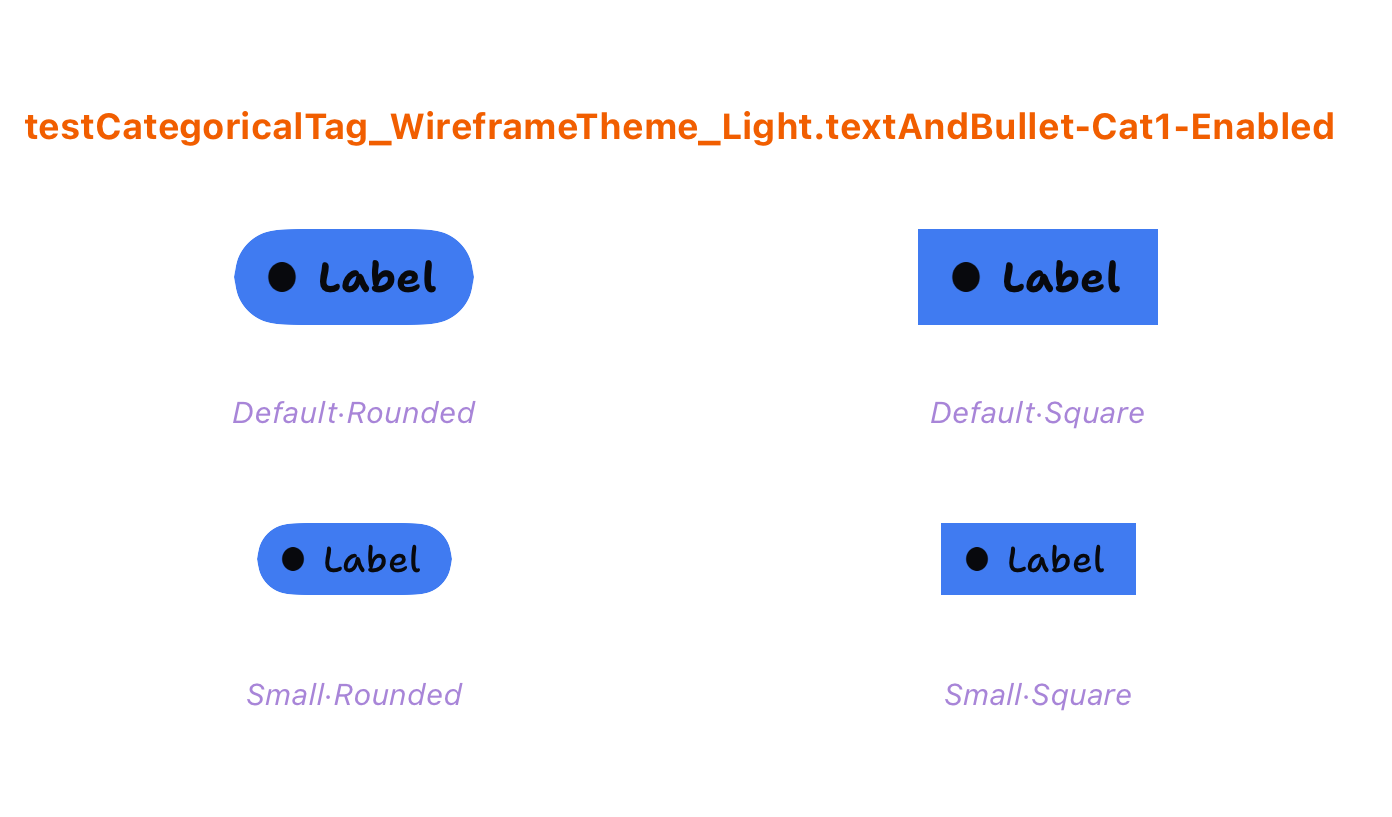 testCategoricalTag_WireframeTheme_Light.textAndBullet-Cat1-Enabled
Label
Label
Default·Rounded
Default·Square
Label
Label
Small·Rounded
Small·Square